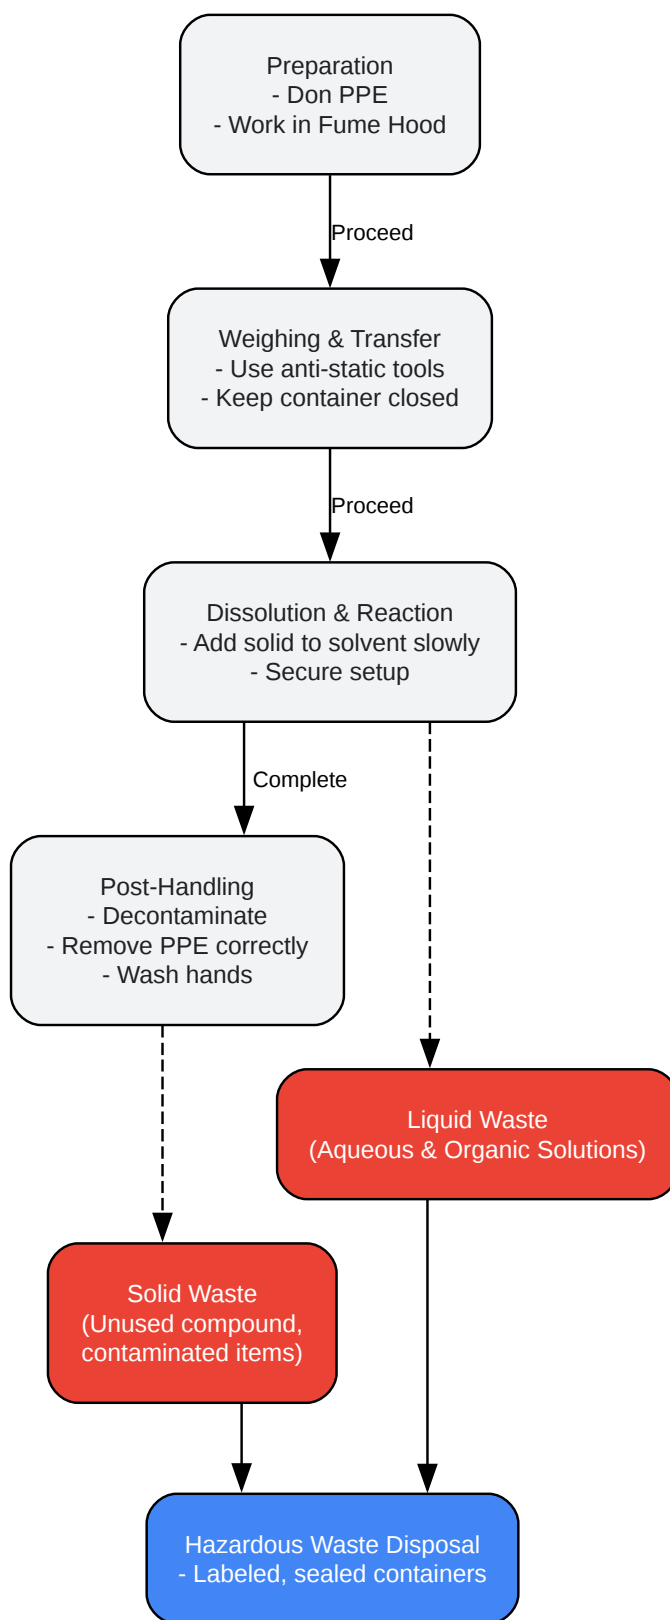 Preparation
- Don PPE
- Work in Fume Hood
Proceed
Weighing & Transfer
- Use anti-static tools
- Keep container closed
Proceed
Dissolution & Reaction
- Add solid to solvent slowly
- Secure setup
Complete
Post-Handling
- Decontaminate
- Remove PPE correctly
- Wash hands
Liquid Waste
(Aqueous & Organic Solutions)
Solid Waste
(Unused compound,
contaminated items)
Hazardous Waste Disposal
- Labeled, sealed containers